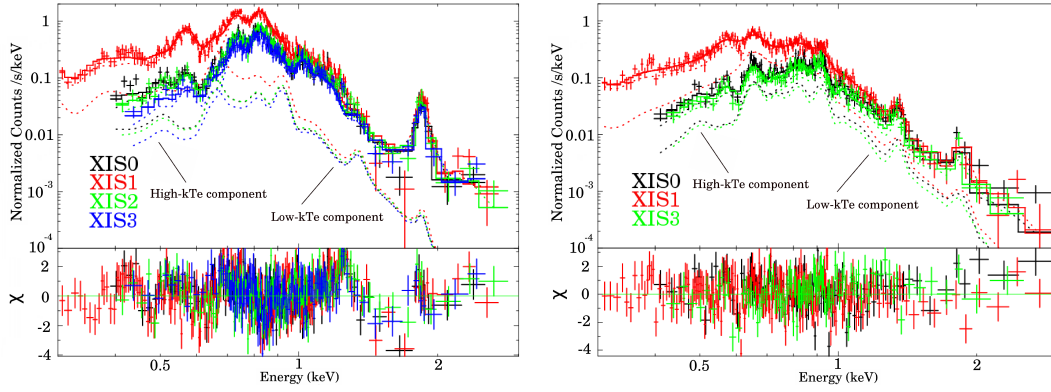 Normalized Counts /s/keV
1
0.1
0.01
10-3
10-4
XIS0
XIS1
XIS2
XIS3
High-kTe component
Low-kTe component
χ
2
0
-2
-4
0.5
1
2
Energy (keV)
Normalized Counts /s/keV
1
0.1
0.01
10-3
10-4
XIS0
XIS1
XIS3
High-kTe component
Low-kTe component
χ
2
0
-2
-4
0.5
1
2
Energy (keV)